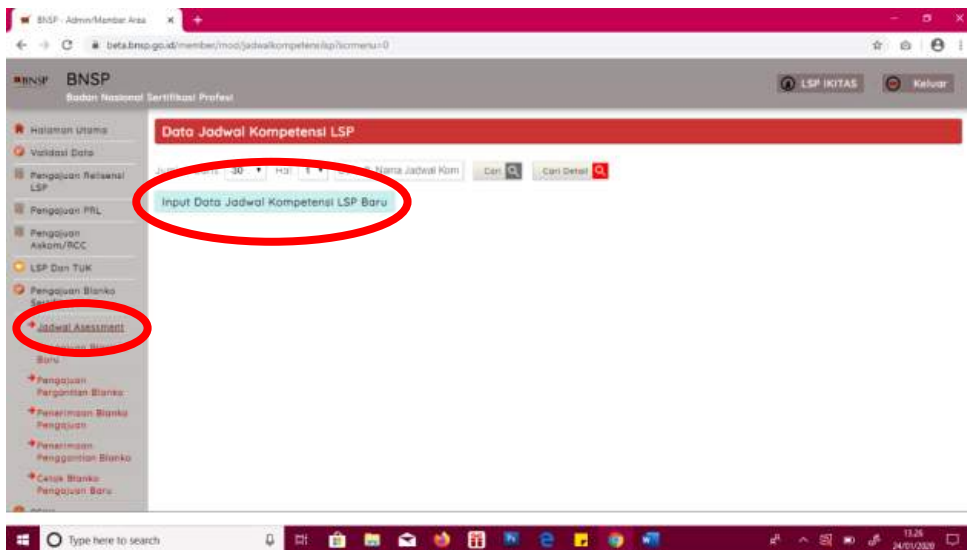 BNSP - Admin/Member Area
beta.bnsp.go.id/member/mod/jadwalkompetensilsp?scrmenu=0
BNSP
BNSP
Badan Nasional Sertifikasi Profesi
LSP IKITAS
Keluar
Halaman Utama
Validasi Data
Pengajuan Relisensi
LSP
Pengajuan PRL
Pengajuan
Askom/RCC
LSP Dan TUK
Pengajuan Blanko
Jadwal Asessment
Baru
Pengajuan
Pergantian Blanko
Penerimaan Blanko
Pengajuan
Penerimaan
Penggantian Blanko
Cetak Blanko
Pengajuan Baru
Data Jadwal Kompetensi LSP
30
Hal
1
Nama Jadwal Kom
Cari
Cari Detail
Input Data Jadwal Kompetensi LSP Baru
Type here to search
13.26
24/01/2020